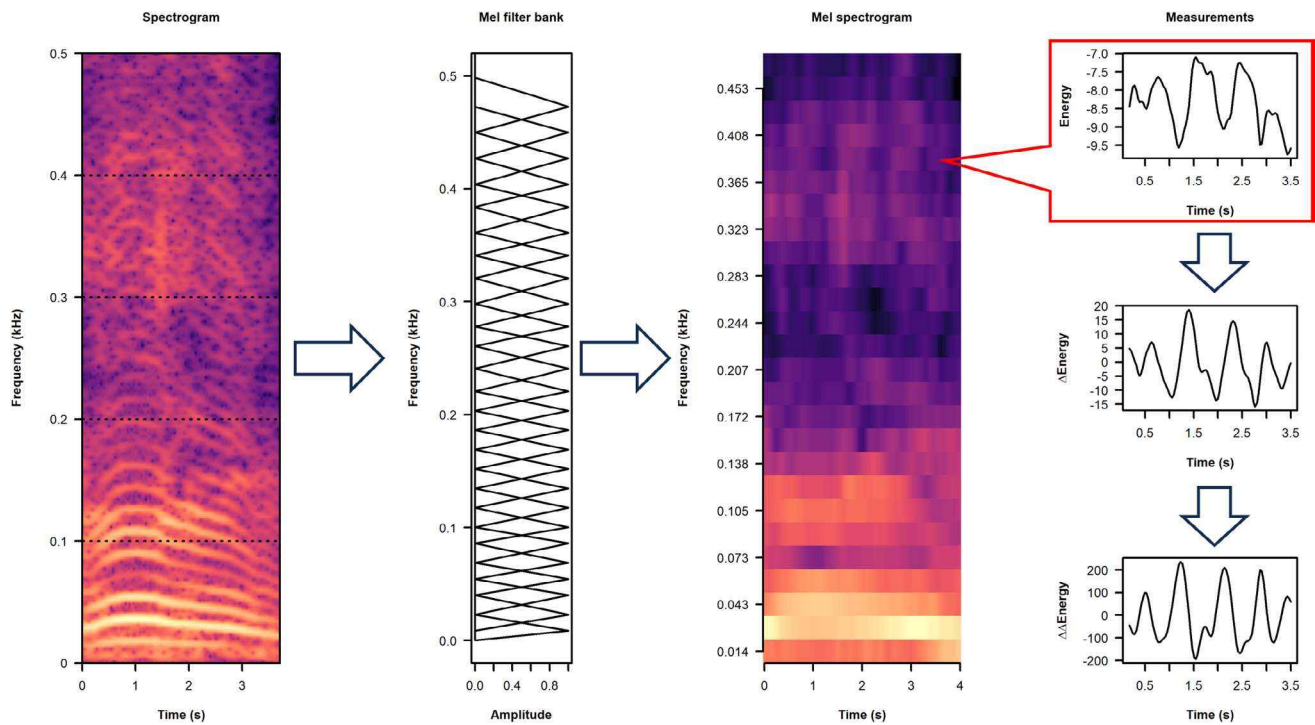 Spectrogram
Mel filter bank
Mel spectrogram
Measurements
Frequency (kHz)
0.5
0.4
0.3
0.2
0.1
0
0 1 2 3
Time (s)
Frequency (kHz)
0.5
0.4
0.3
0.2
0.1
0.0
0.0 0.4 0.8
Amplitude
Frequency (kHz)
0.453
0.408
0.365
0.323
0.283
0.244
0.207
0.172
0.138
0.105
0.073
0.043
0.014
0 1 2 3 4
Time (s)
Energy
-7.0
-7.5
-8.0
-8.5
-9.0
-9.5
0.5 1.5 2.5 3.5
Time (s)
ΔEnergy
20
15
10
5
0
-5
-10
-15
0.5 1.5 2.5 3.5
Time (s)
ΔΔEnergy
200
100
0
-100
-200
0.5 1.5 2.5 3.5
Time (s)